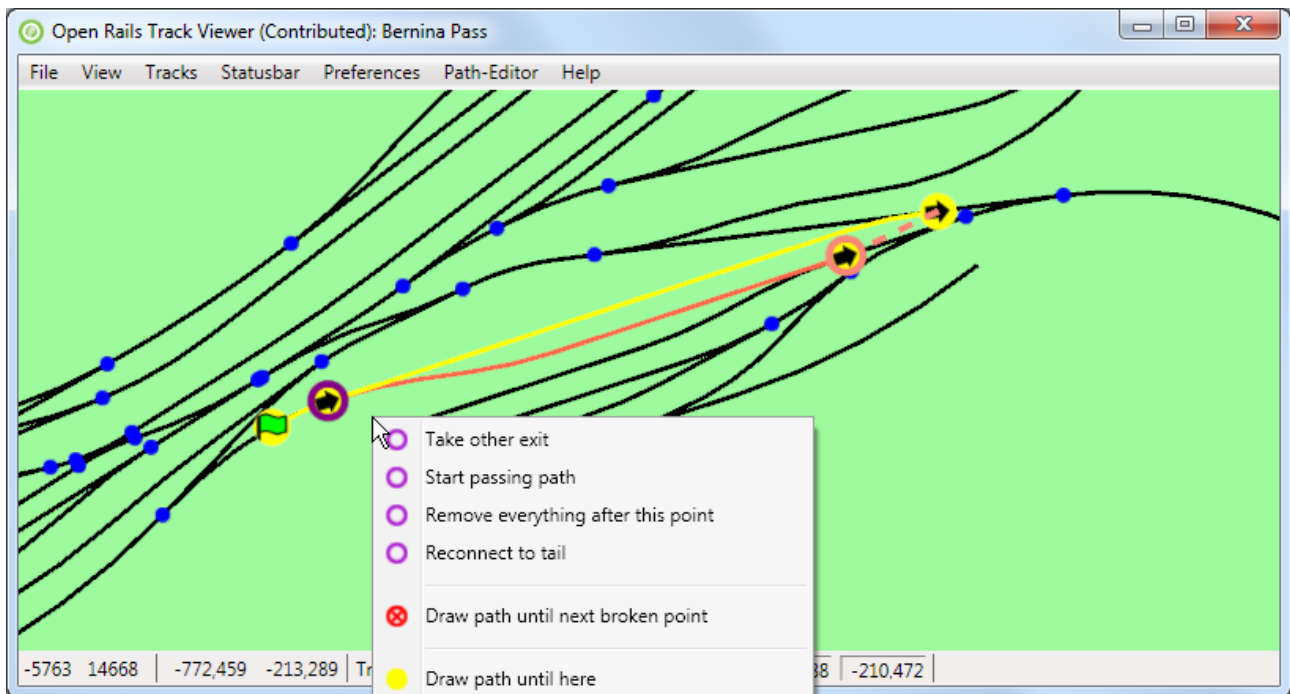 Open Rails Track Viewer (Contributed): Bernina Pass
File View Tracks Statusbar Preferences Path-Editor Help
Take other exit
Start passing path
Remove everything after this point
Reconnect to tail
Draw path until next broken point
Draw path until here
-5763 14668 -772,459 -213,289 -210,472